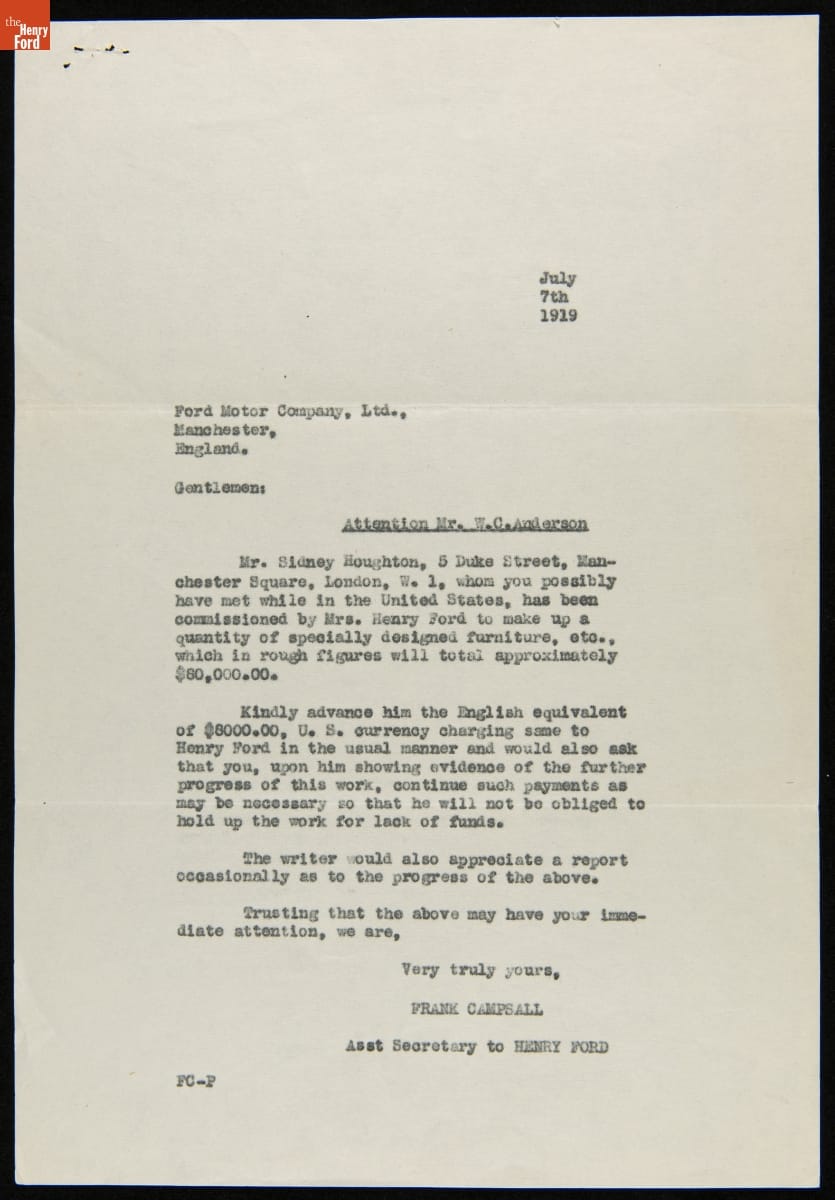 the
Henry
Ford
July
7th
1919
Ford Motor Company, Ltd.,
Manchester,
England.
Gentlemen:
Attention Mr. W.C.Anderson
Mr. Sidney Houghton, 5 Duke Street, Man-
chester Square, London, W. 1, whom you possibly
have met while in the United States, has been
commissioned by Mrs. Henry Ford to make up a
quantity of specially designed furniture, etc.,
which in rough figures will total approximately
$80,000.00.
Kindly advance him the English equivalent
of $8000.00, U. S. currency charging same to
Henry Ford in the usual manner and would also ask
that you, upon him showing evidence of the further
progress of this work, continue such payments as
may be necessary so that he will not be obliged to
hold up the work for lack of funds.
The writer would also appreciate a report
occasionally as to the progress of the above.
Trusting that the above may have your imme-
diate attention, we are,
Very truly yours,
FRANK CAMPSALL
Asst Secretary to HENRY FORD
FC-P